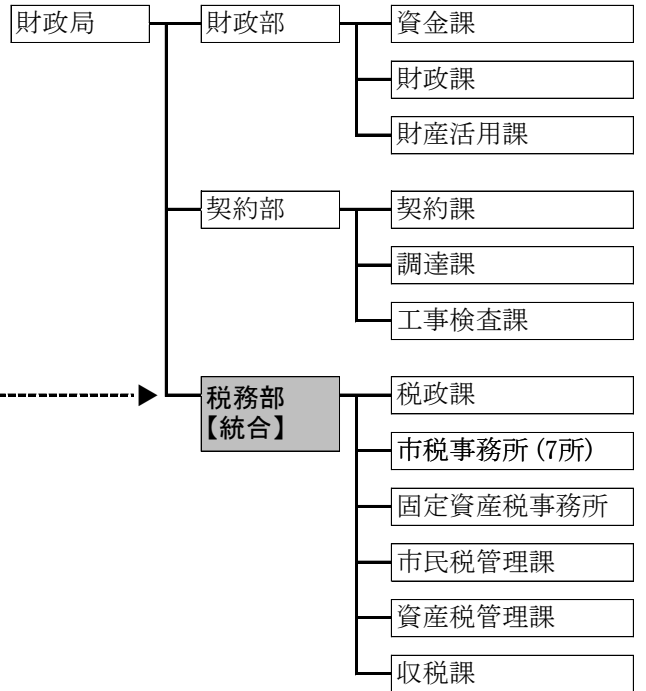 財政局
財政部
資金課
財政課
財産活用課
契約部
契約課
調達課
工事検査課
税務部
【統合】
税政課
市税事務所 (7所)
固定資産税事務所
市民税管理課
資産税管理課
収税課